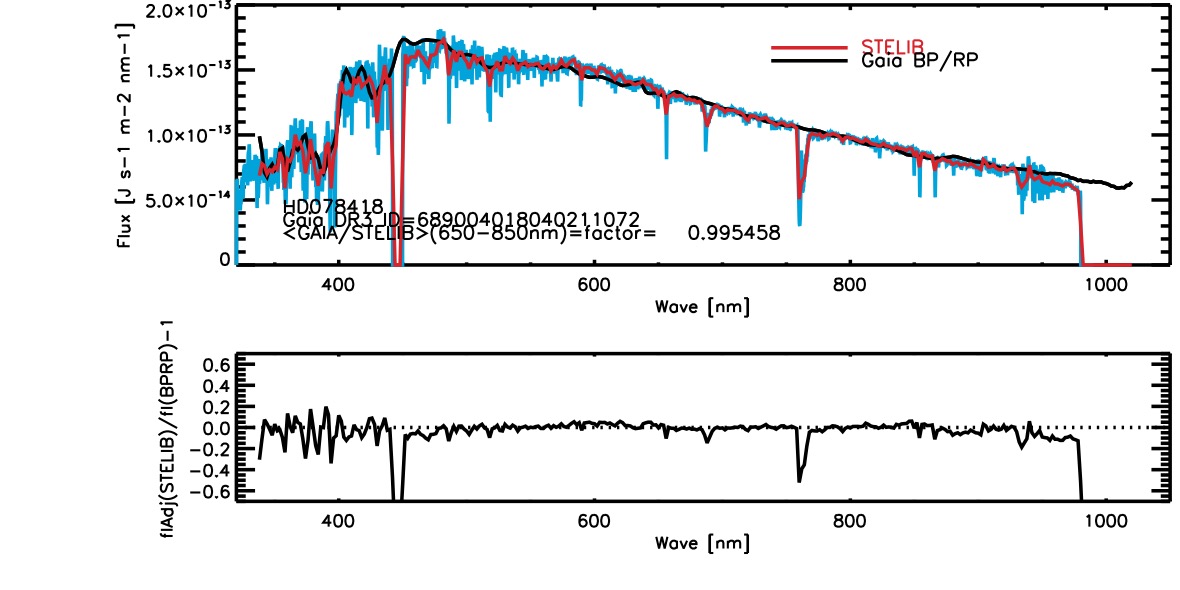 2.0×10−13
1.5×10−13
1.0×10−13
5.0×10−14
0
Flux [J s−1 m−2 nm−1]
STELIB
Gaia BP/RP
HD078418
Gaia DR3 ID=689004018040211072
<GAIA/STELIB>(650−850nm)=factor= 0.995458
400 600 800 1000
Wave [nm]
flAdj(STELIB)/fl(BPRP)−1
0.6
0.4
0.2
0.0
−0.2
−0.4
−0.6
400 600 800 1000
Wave [nm]